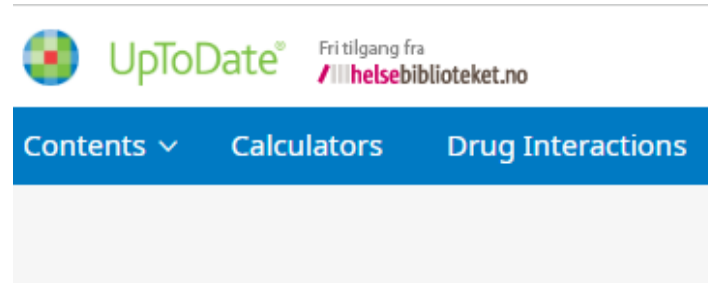 UpToDate® Fri tilgang fra
helsebiblioteket.no
Contents Calculators Drug Interactions